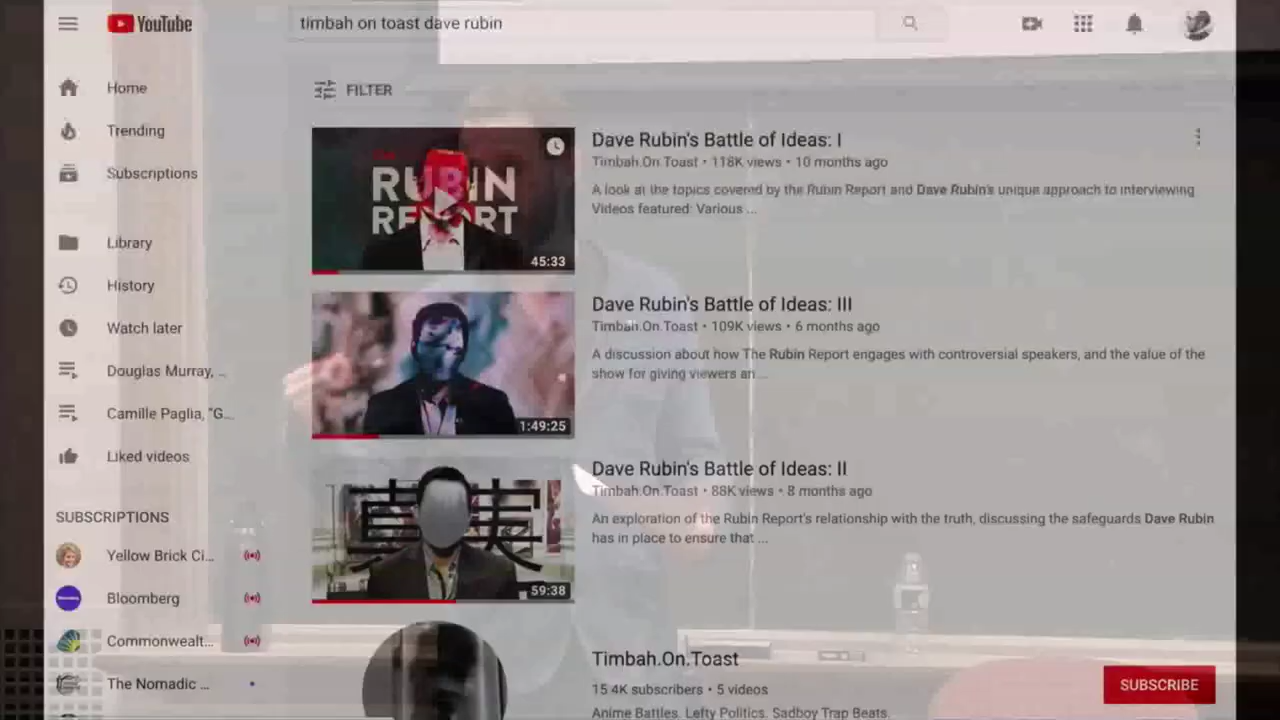 YouTube
timbah on toast dave rubin
Home
Trending
Subscriptions
Library
History
Watch later
Douglas Murray, ..
Camille Paglia, "G...
Liked videos
SUBSCRIPTIONS
Yellow Brick Ci...
Bloomberg
Commonwealt...
The Nomadic ...
FILTER
RUBIN
REPORT
45:33
Dave Rubin's Battle of Ideas: I
Timbah.On.Toast • 118K views • 10 months ago
A look at the topics covered by the Rubin Report and Dave Rubin's unique approach to interviewing
Videos featured: Various ...
1:49:25
Dave Rubin's Battle of Ideas: III
Timbah.On.Toast • 109K views • 6 months ago
A discussion about how The Rubin Report engages with controversial speakers, and the value of the
show for giving viewers an ...
真実
59:38
Dave Rubin's Battle of Ideas: II
Timbah.On.Toast • 88K views • 8 months ago
An exploration of the Rubin Report's relationship with the truth, discussing the safeguards Dave Rubin
has in place to ensure that ...
Timbah.On.Toast
15.4K subscribers • 5 videos
Anime Battles. Lefty Politics. Sadboy Trap Beats.
SUBSCRIBE